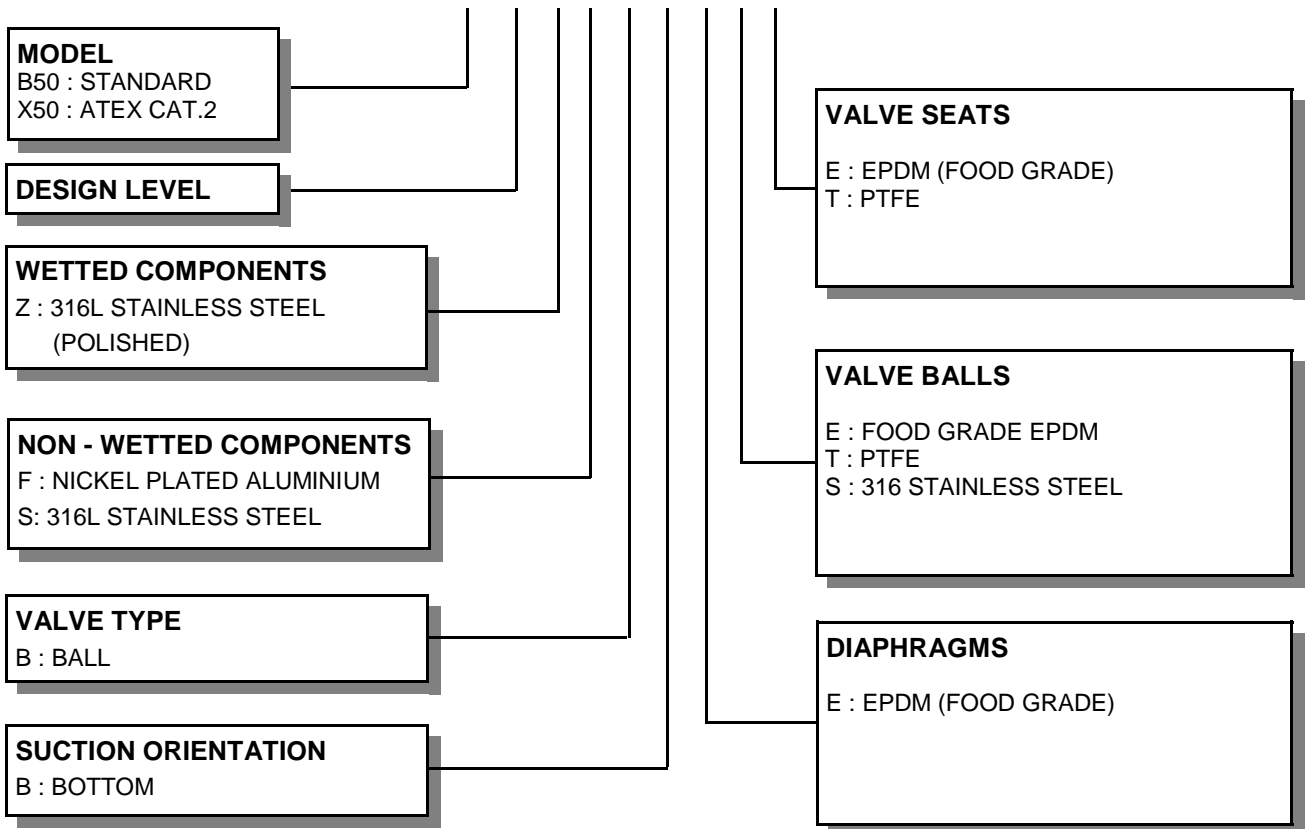 MODEL
B50 : STANDARD
X50 : ATEX CAT.2
DESIGN LEVEL
WETTED COMPONENTS
Z : 316L STAINLESS STEEL
(POLISHED)
NON - WETTED COMPONENTS
F : NICKEL PLATED ALUMINIUM
S: 316L STAINLESS STEEL
VALVE TYPE
B : BALL
SUCTION ORIENTATION
B : BOTTOM
VALVE SEATS
E : EPDM (FOOD GRADE)
T : PTFE
VALVE BALLS
E : FOOD GRADE EPDM
T : PTFE
S : 316 STAINLESS STEEL
DIAPHRAGMS
E : EPDM (FOOD GRADE)